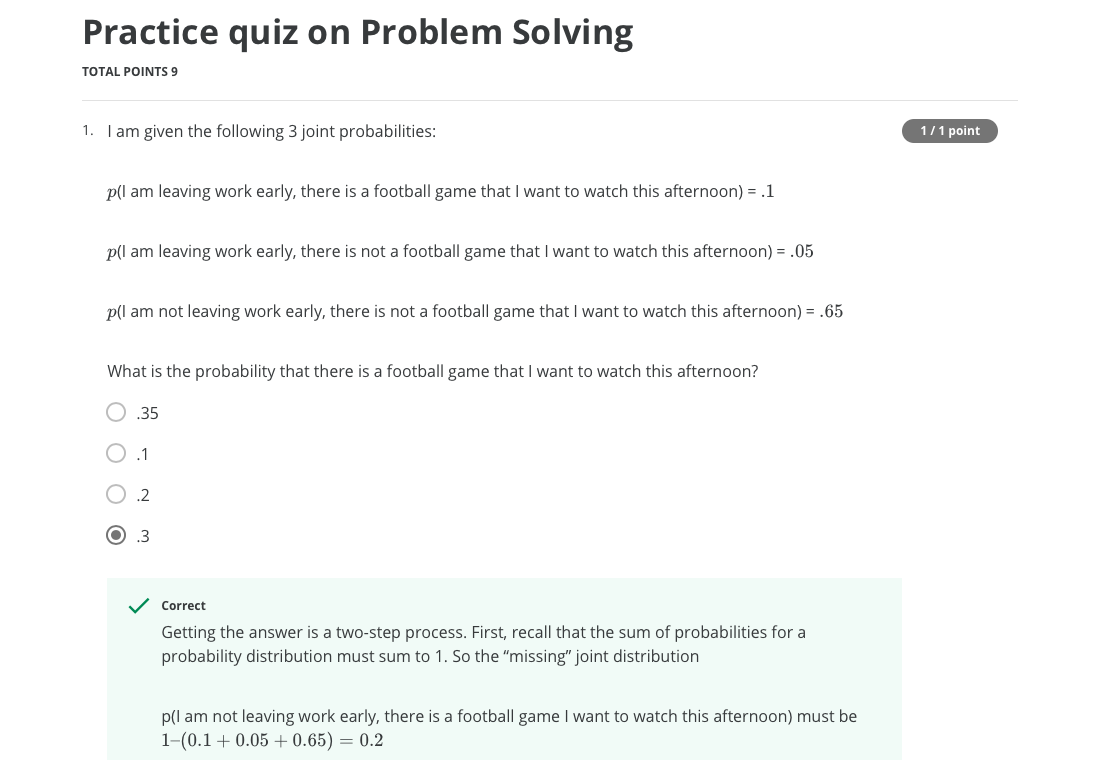 Practice quiz on Problem Solving
TOTAL POINTS 9
1. I am given the following 3 joint probabilities:
1 / 1 point
p(I am leaving work early, there is a football game that I want to watch this afternoon) = .1
p(I am leaving work early, there is not a football game that I want to watch this afternoon) = .05
p(I am not leaving work early, there is not a football game that I want to watch this afternoon) = .65
What is the probability that there is a football game that I want to watch this afternoon?
.35
.1
.2
.3
Correct
Getting the answer is a two-step process. First, recall that the sum of probabilities for a
probability distribution must sum to 1. So the “missing” joint distribution
p(I am not leaving work early, there is a football game I want to watch this afternoon) must be
1–(0.1 + 0.05 + 0.65) = 0.2